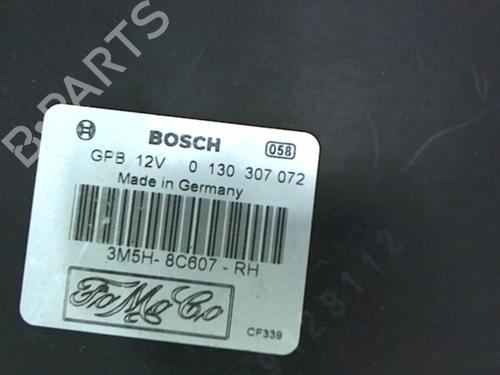 B-PARTS
BOSCH
058
GPB 12V 0 130 307 072
Made in Germany
3M5H-8C607-RH
FoMoCo
CF339